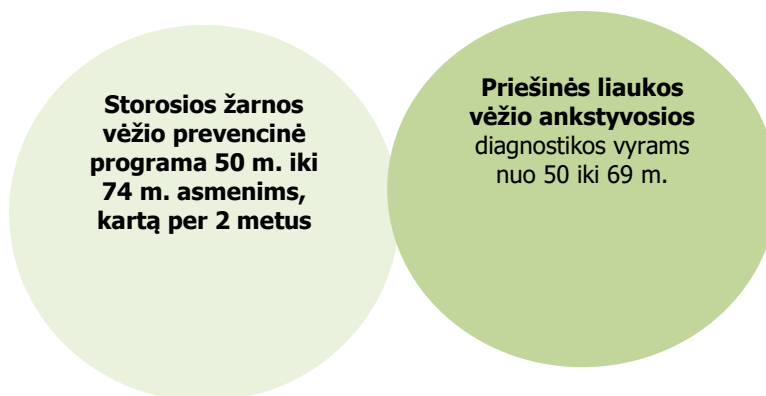 Storosios žarnos
vėžio prevencinė
programa 50 m. iki
74 m. asmenims,
kartą per 2 metus
Priešinės liaukos
vėžio ankstyvosios
diagnostikos vyrams
nuo 50 iki 69 m.